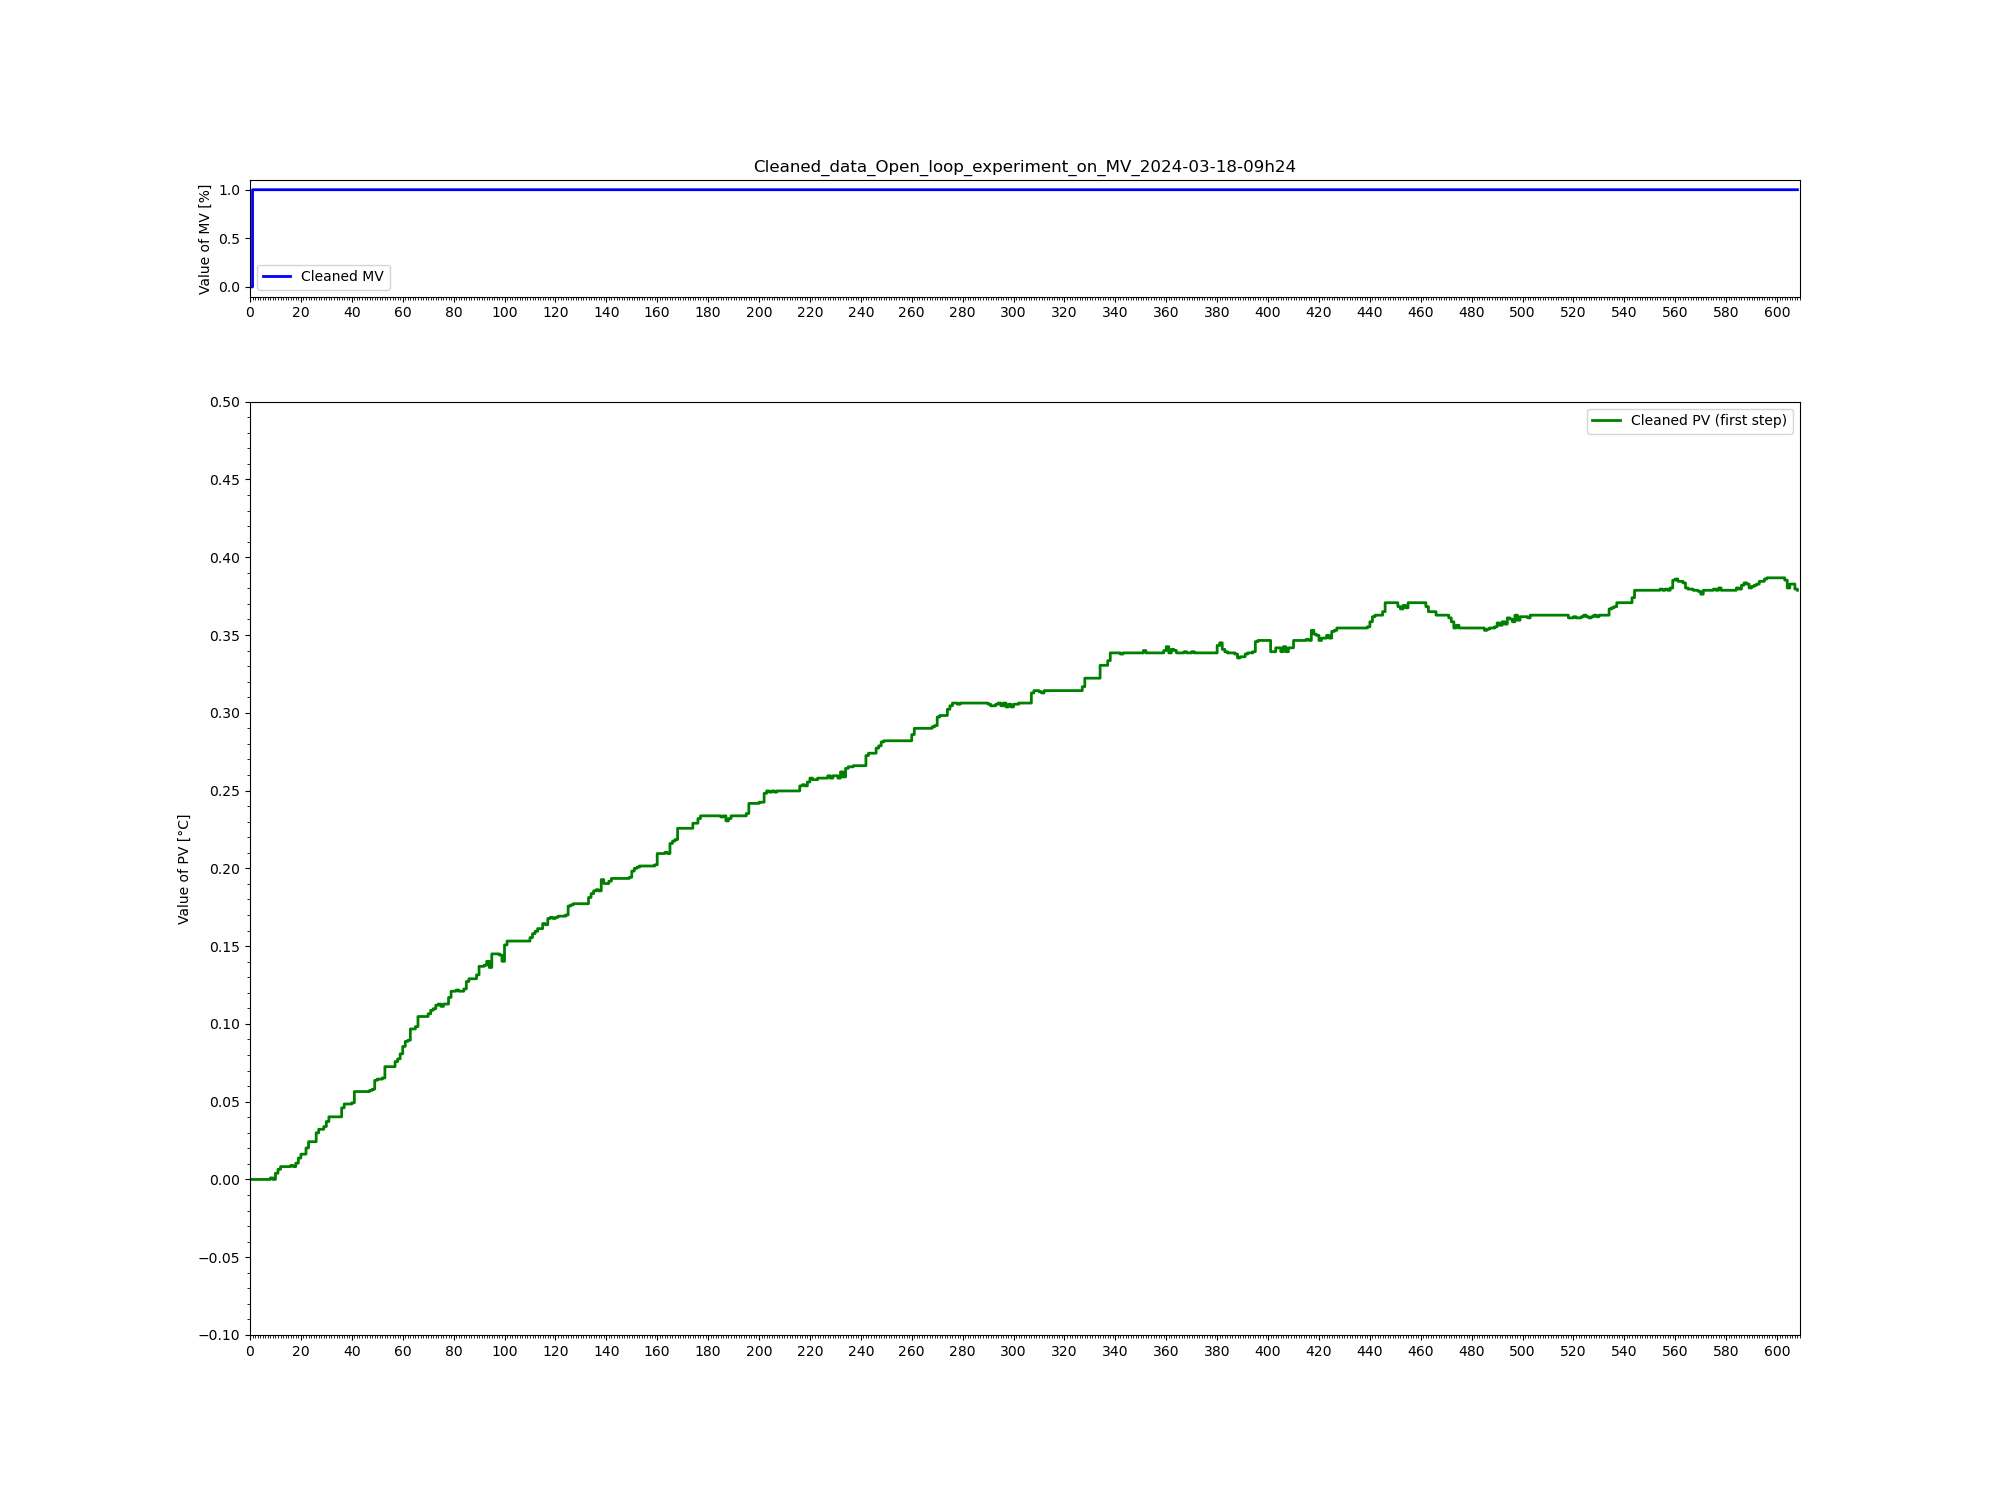 Cleaned_data_Open_loop_experiment_on_MV_2024-03-18-09h24
Value of MV [%]
1.0
0.5
0.0
Cleaned MV
0 20 40 60 80 100 120 140 160 180 200 220 240 260 280 300 320 340 360 380 400 420 440 460 480 500 520 540 560 580 600
Value of PV [°C]
0.50
0.45
0.40
0.35
0.30
0.25
0.20
0.15
0.10
0.05
0.00
−0.05
−0.10
Cleaned PV (first step)
0 20 40 60 80 100 120 140 160 180 200 220 240 260 280 300 320 340 360 380 400 420 440 460 480 500 520 540 560 580 600